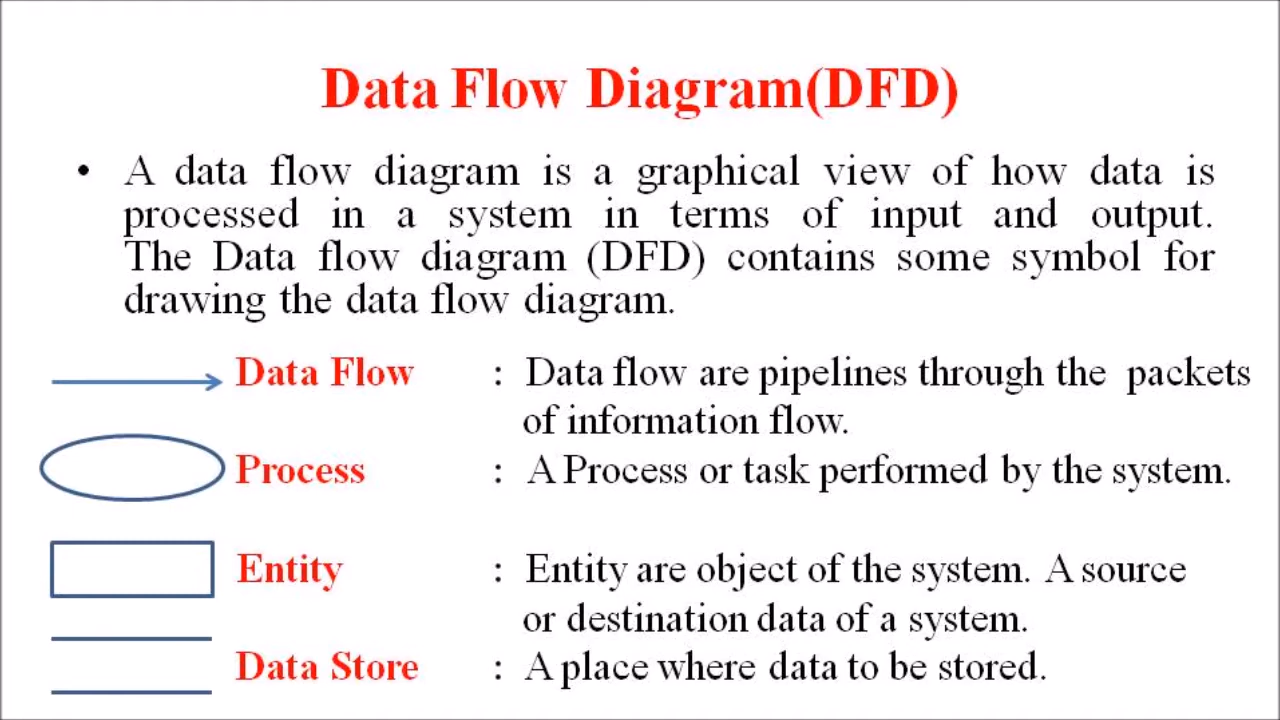 Data Flow Diagram(DFD)
• A data flow diagram is a graphical view of how data is
processed in a system in terms of input and output.
The Data flow diagram (DFD) contains some symbol for
drawing the data flow diagram.
Data Flow : Data flow are pipelines through the packets
of information flow.
Process : A Process or task performed by the system.
Entity : Entity are object of the system. A source
or destination data of a system.
Data Store : A place where data to be stored.